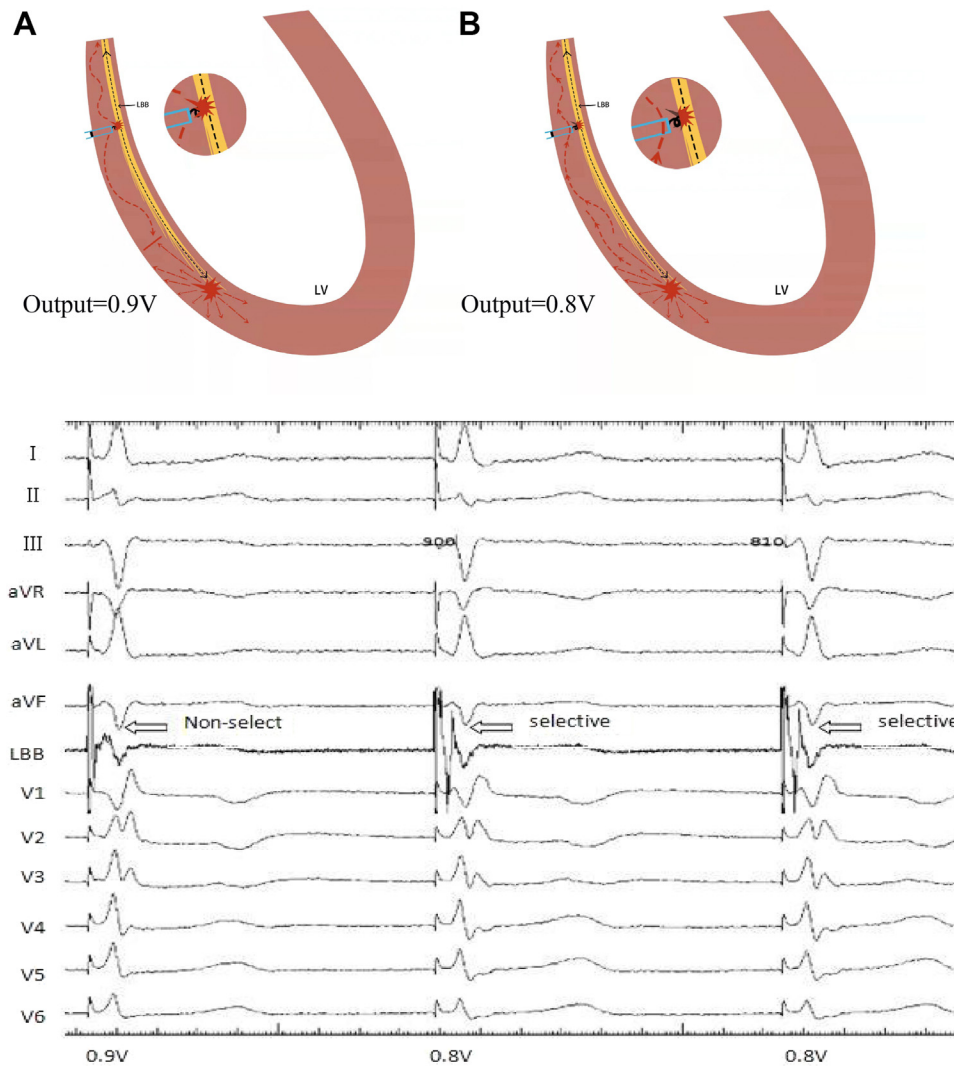 A
B
LBB
LBB
LV
LV
Output=0.9V
Output=0.8V
I
II
III
900
810
aVR
aVL
aVF
Non-select
selective
selective
LBB
V1
V2
V3
V4
V5
V6
0.9V
0.8V
0.8V